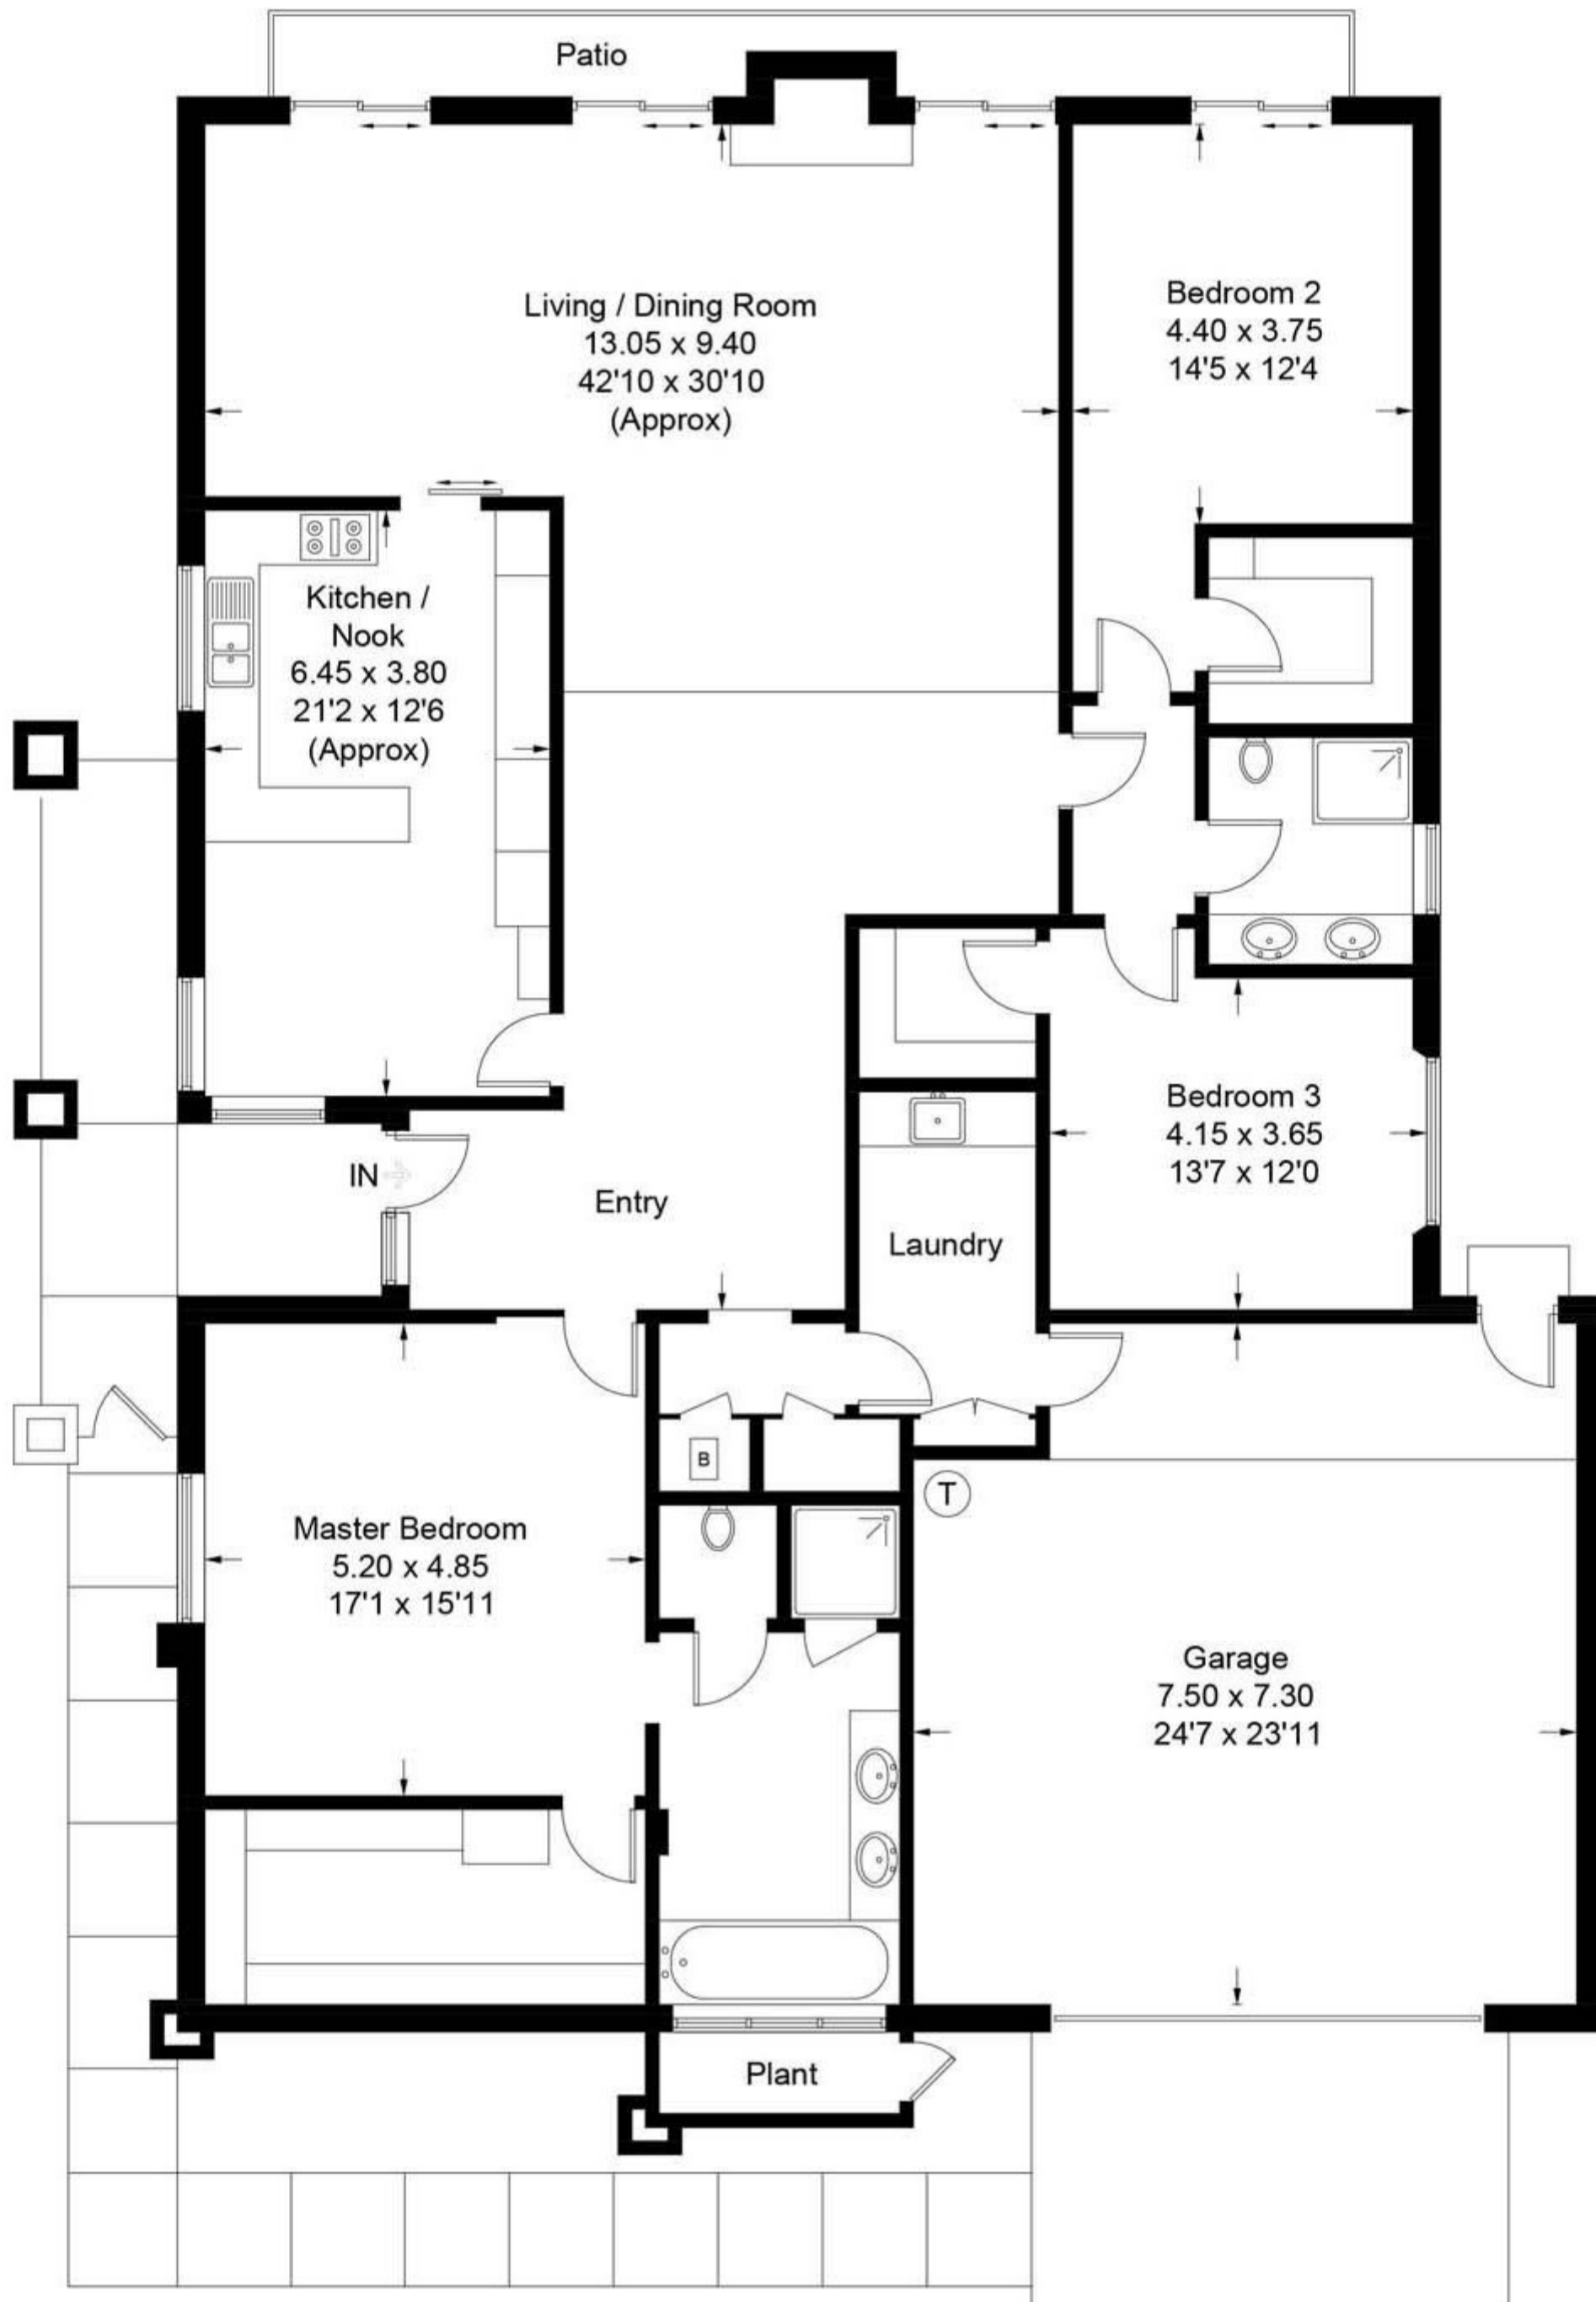 Patio
Living / Dining Room
13.05 x 9.40
42'10 x 30'10
(Approx)
Bedroom 2
4.40 x 3.75
14'5 x 12'4
Kitchen /
Nook
6.45 x 3.80
21'2 x 12'6
(Approx)
Bedroom 3
4.15 x 3.65
13'7 x 12'0
IN
Entry
Laundry
B
T
Master Bedroom
5.20 x 4.85
17'1 x 15'11
Garage
7.50 x 7.30
24'7 x 23'11
Plant